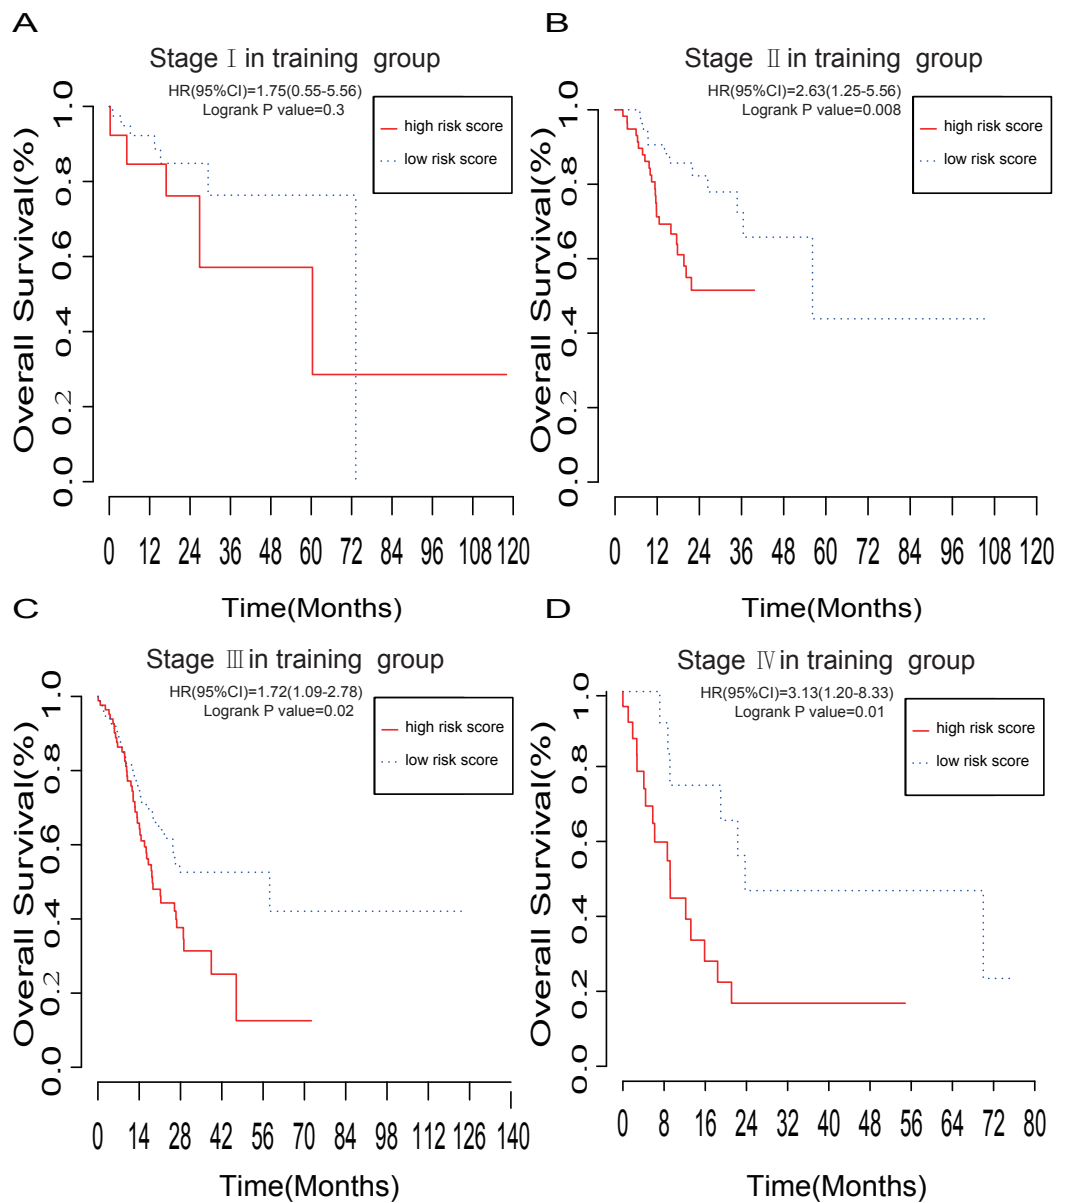 A
Stage Ⅰ in training group
HR(95%CI)=1.75(0.55-5.56)
Logrank P value=0.3
high risk score
low risk score
Overall Survival(%)
1.0
0.8
0.6
0.4
0.2
0.0
0 12 24 36 48 60 72 84 96 108 120
Time(Months)
B
Stage Ⅱ in training group
HR(95%CI)=2.63(1.25-5.56)
Logrank P value=0.008
high risk score
low risk score
Overall Survival(%)
1.0
0.8
0.6
0.4
0.2
0.0
0 12 24 36 48 60 72 84 96 108 120
Time(Months)
C
Stage Ⅲ in training group
HR(95%CI)=1.72(1.09-2.78)
Logrank P value=0.02
high risk score
low risk score
Overall Survival(%)
1.0
0.8
0.6
0.4
0.2
0.0
0 14 28 42 56 70 84 98 112 126 140
Time(Months)
D
Stage Ⅳ in training group
HR(95%CI)=3.13(1.20-8.33)
Logrank P value=0.01
high risk score
low risk score
Overall Survival(%)
1.0
0.8
0.6
0.4
0.2
0.0
0 8 16 24 32 40 48 56 64 72 80
Time(Months)